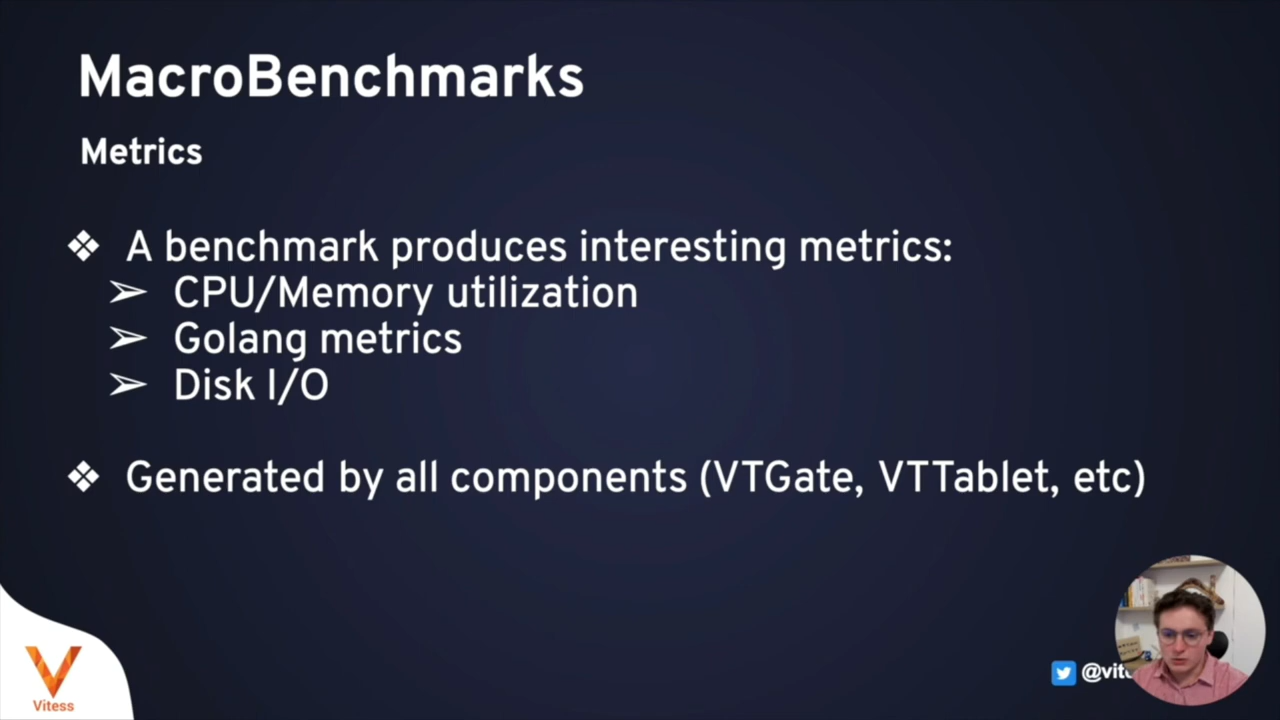 MacroBenchmarks
Metrics
❖ A benchmark produces interesting metrics:
➢ CPU/Memory utilization
➢ Golang metrics
➢ Disk I/O
❖ Generated by all components (VTGate, VTTablet, etc)
Vitess